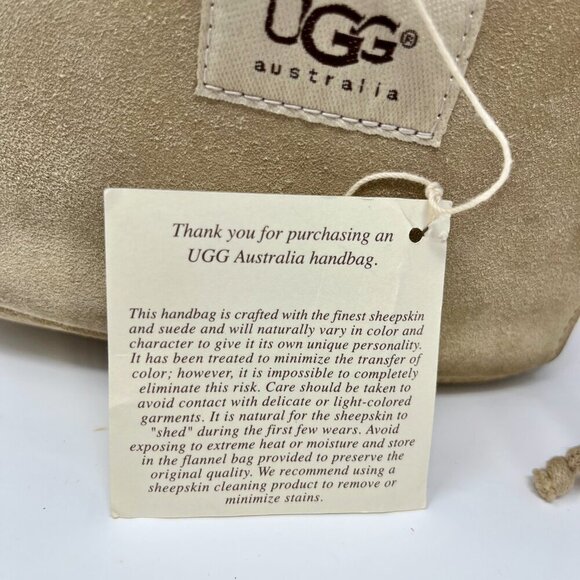 UGG®
australia
Thank you for purchasing an
UGG Australia handbag.
This handbag is crafted with the finest sheepskin
and suede and will naturally vary in color and
character to give it its own unique personality.
It has been treated to minimize the transfer of
color; however, it is impossible to completely
eliminate this risk. Care should be taken to
avoid contact with delicate or light-colored
garments. It is natural for the sheepskin to
"shed" during the first few wears. Avoid
exposing to extreme heat or moisture and store
in the flannel bag provided to preserve the
original quality. We recommend using a
sheepskin cleaning product to remove or
minimize stains.